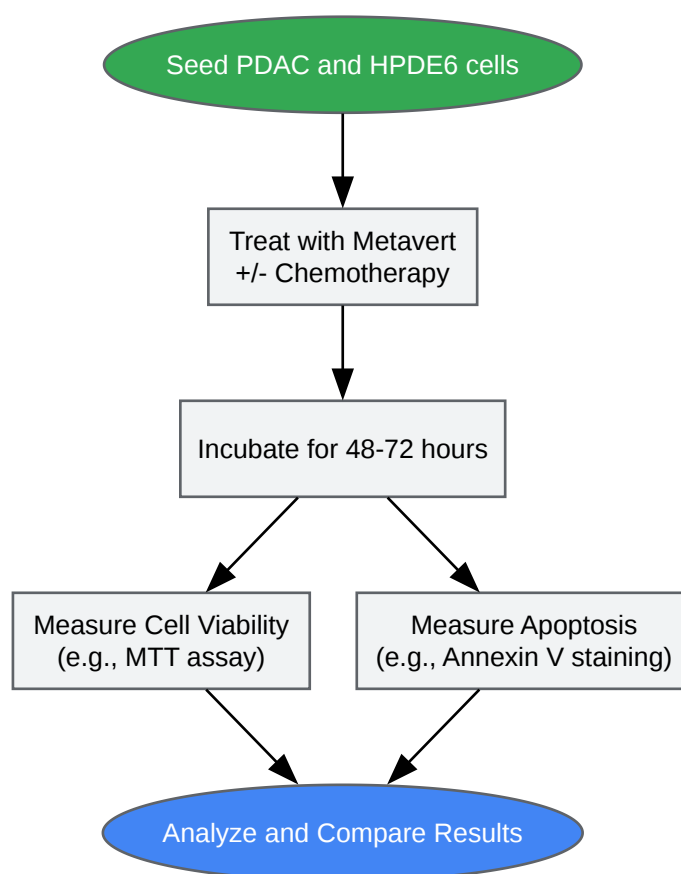 Seed PDAC and HPDE6 cells
Treat with Metavert
+/- Chemotherapy
Incubate for 48-72 hours
Measure Cell Viability
(e.g., MTT assay)
Measure Apoptosis
(e.g., Annexin V staining)
Analyze and Compare Results